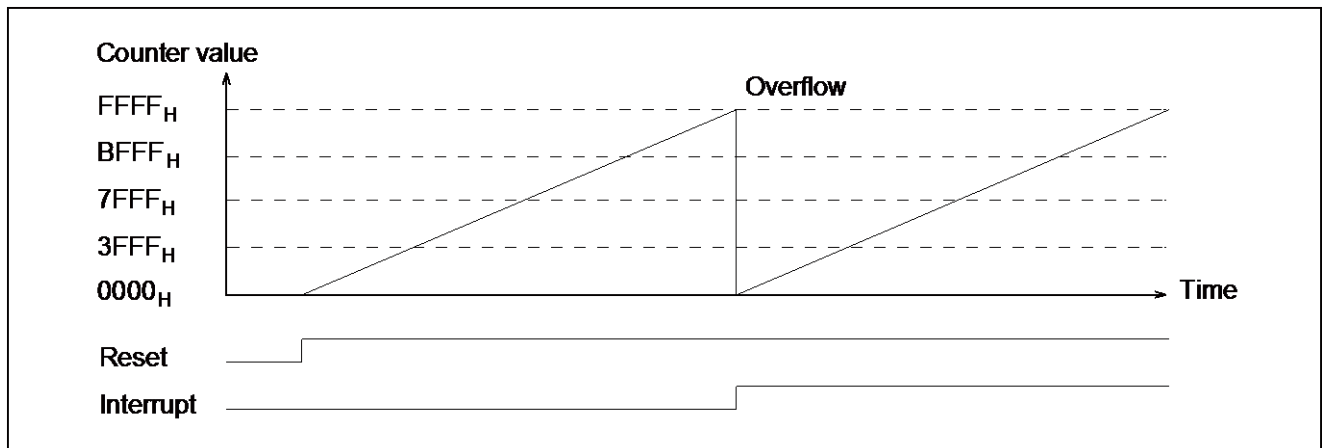 Counter value
Overflow
FFFFH
BFFFH
7FFFH
3FFFH
0000H
Time
Reset
Interrupt